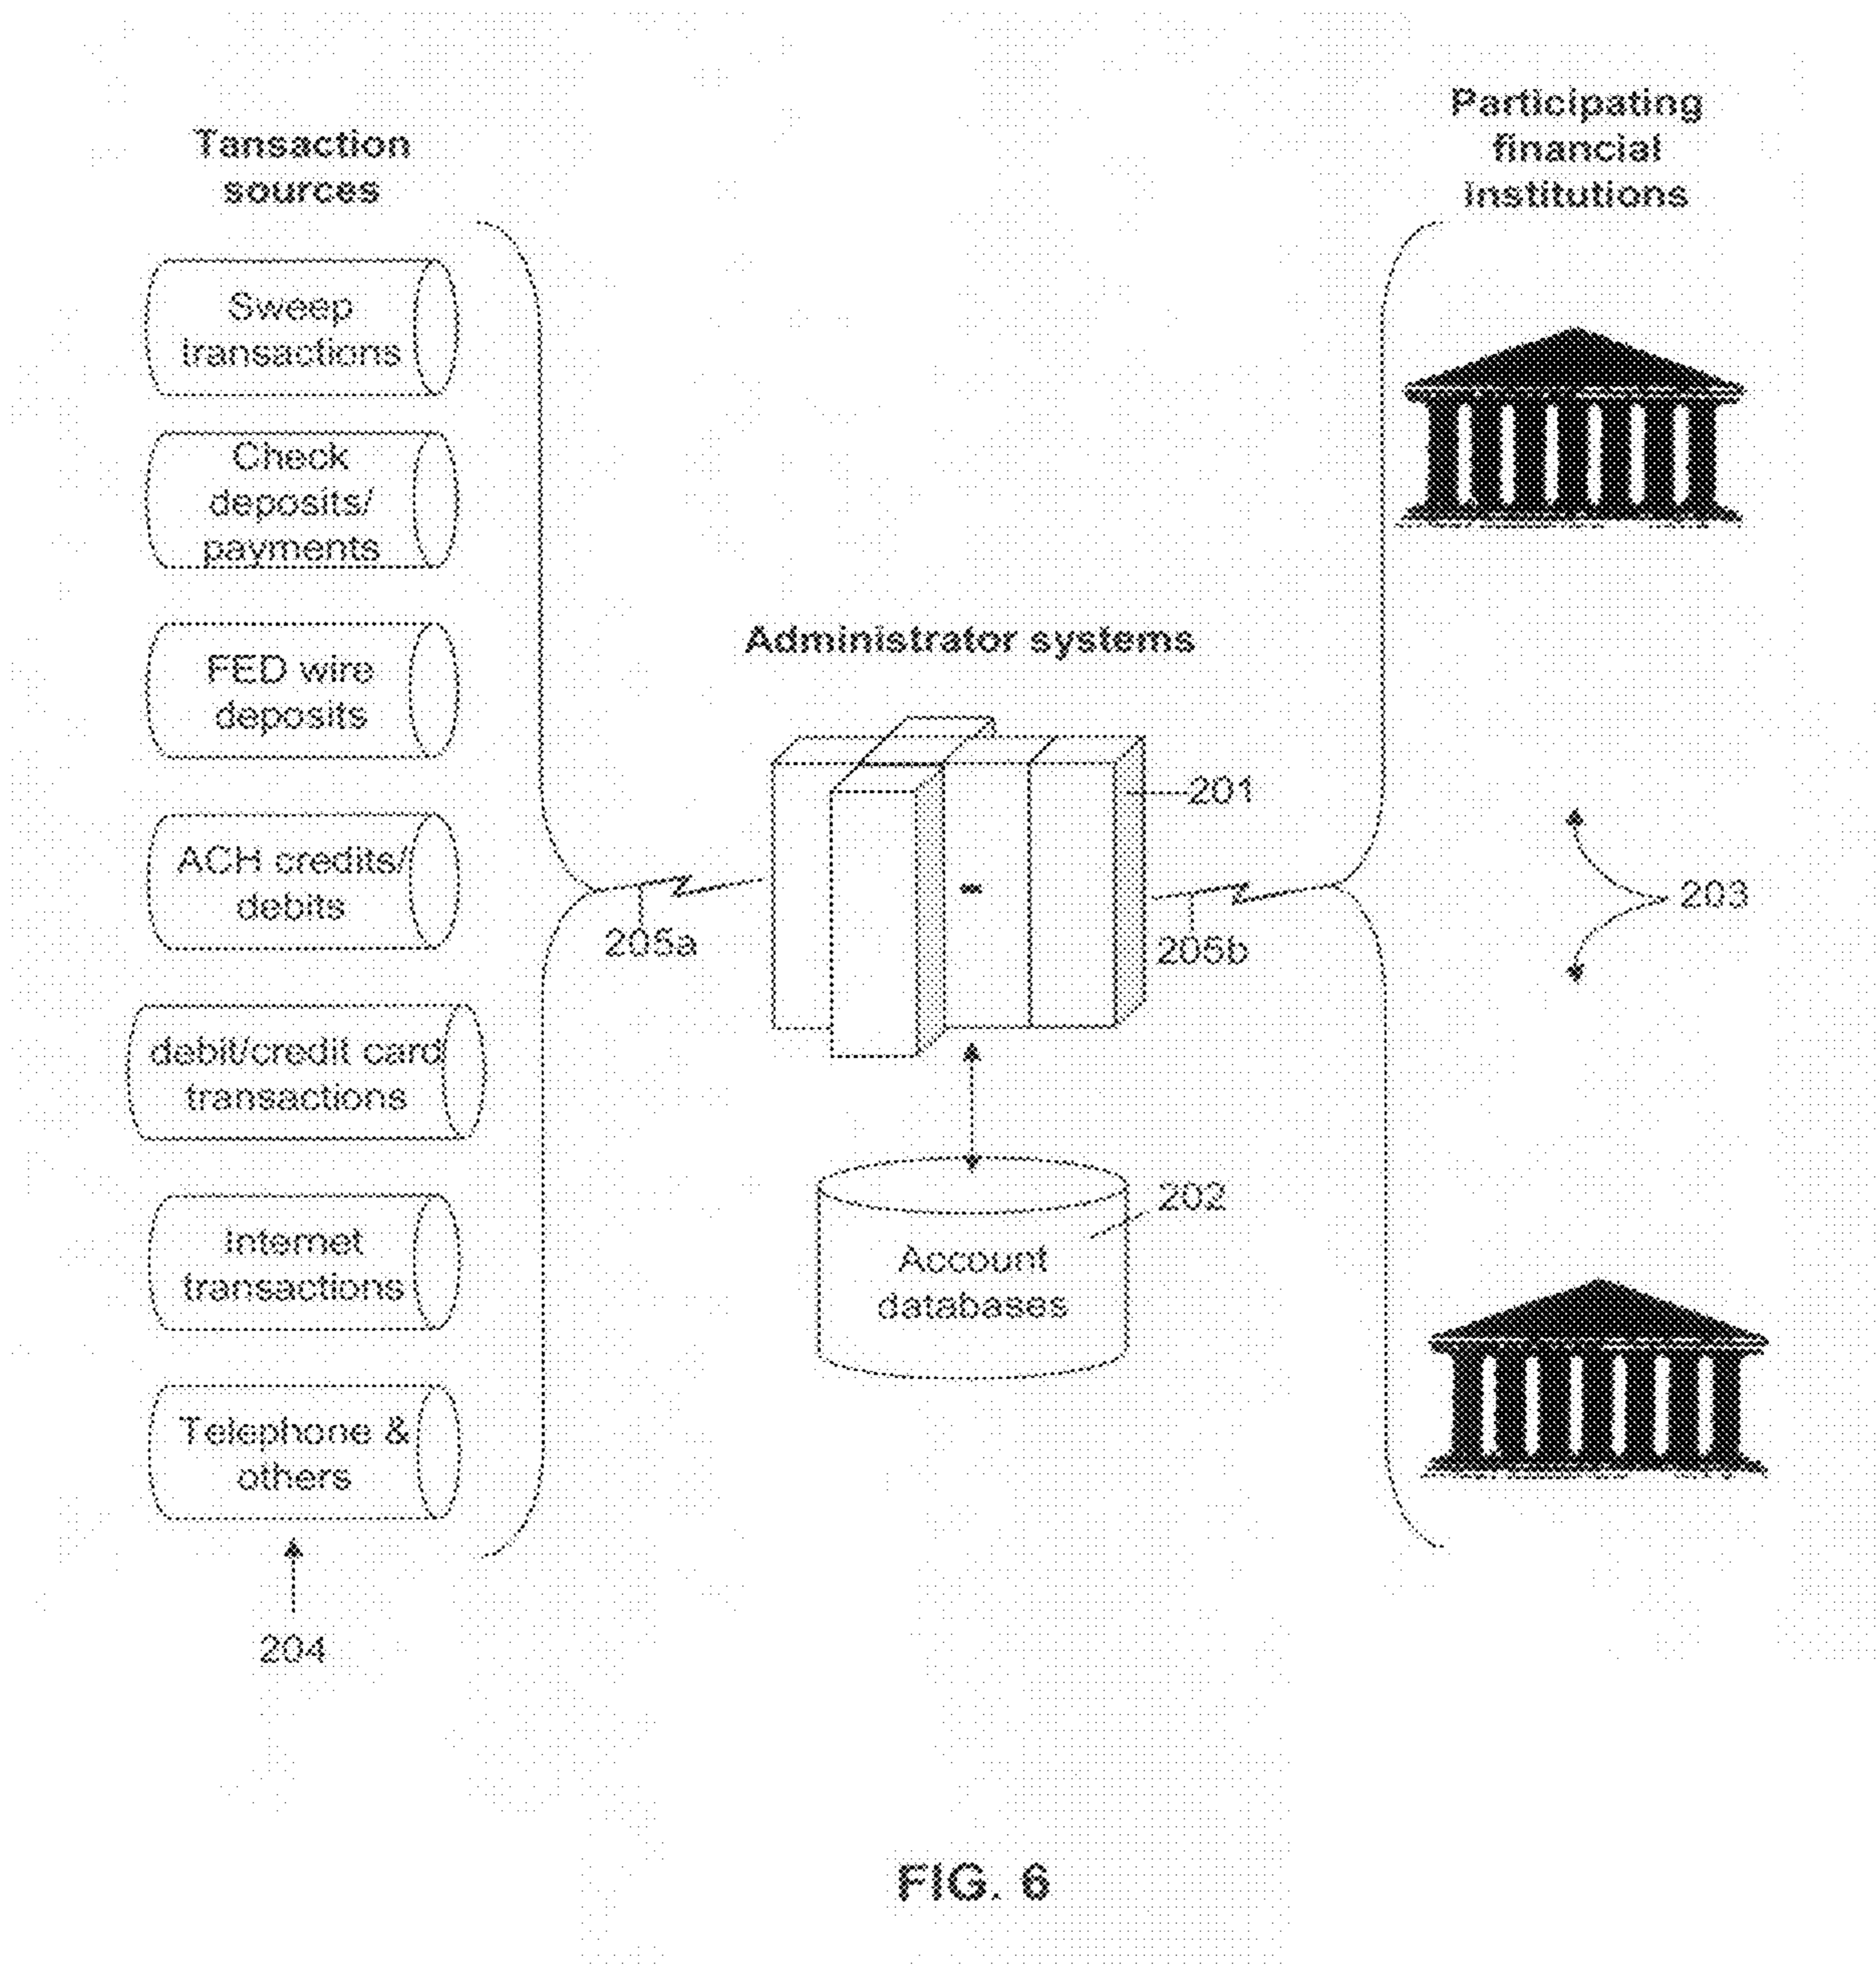 Tansaction
sources
Sweep
transactions
Check
deposits/
payments
FED wire
deposits
ACH credits/
debits
debit/credit card
transactions
Internet
transactions
Telephone &
others
204
205a
Administrator systems
201
205b
202
Account
databases
Participating
financial
institutions
203
FIG. 6